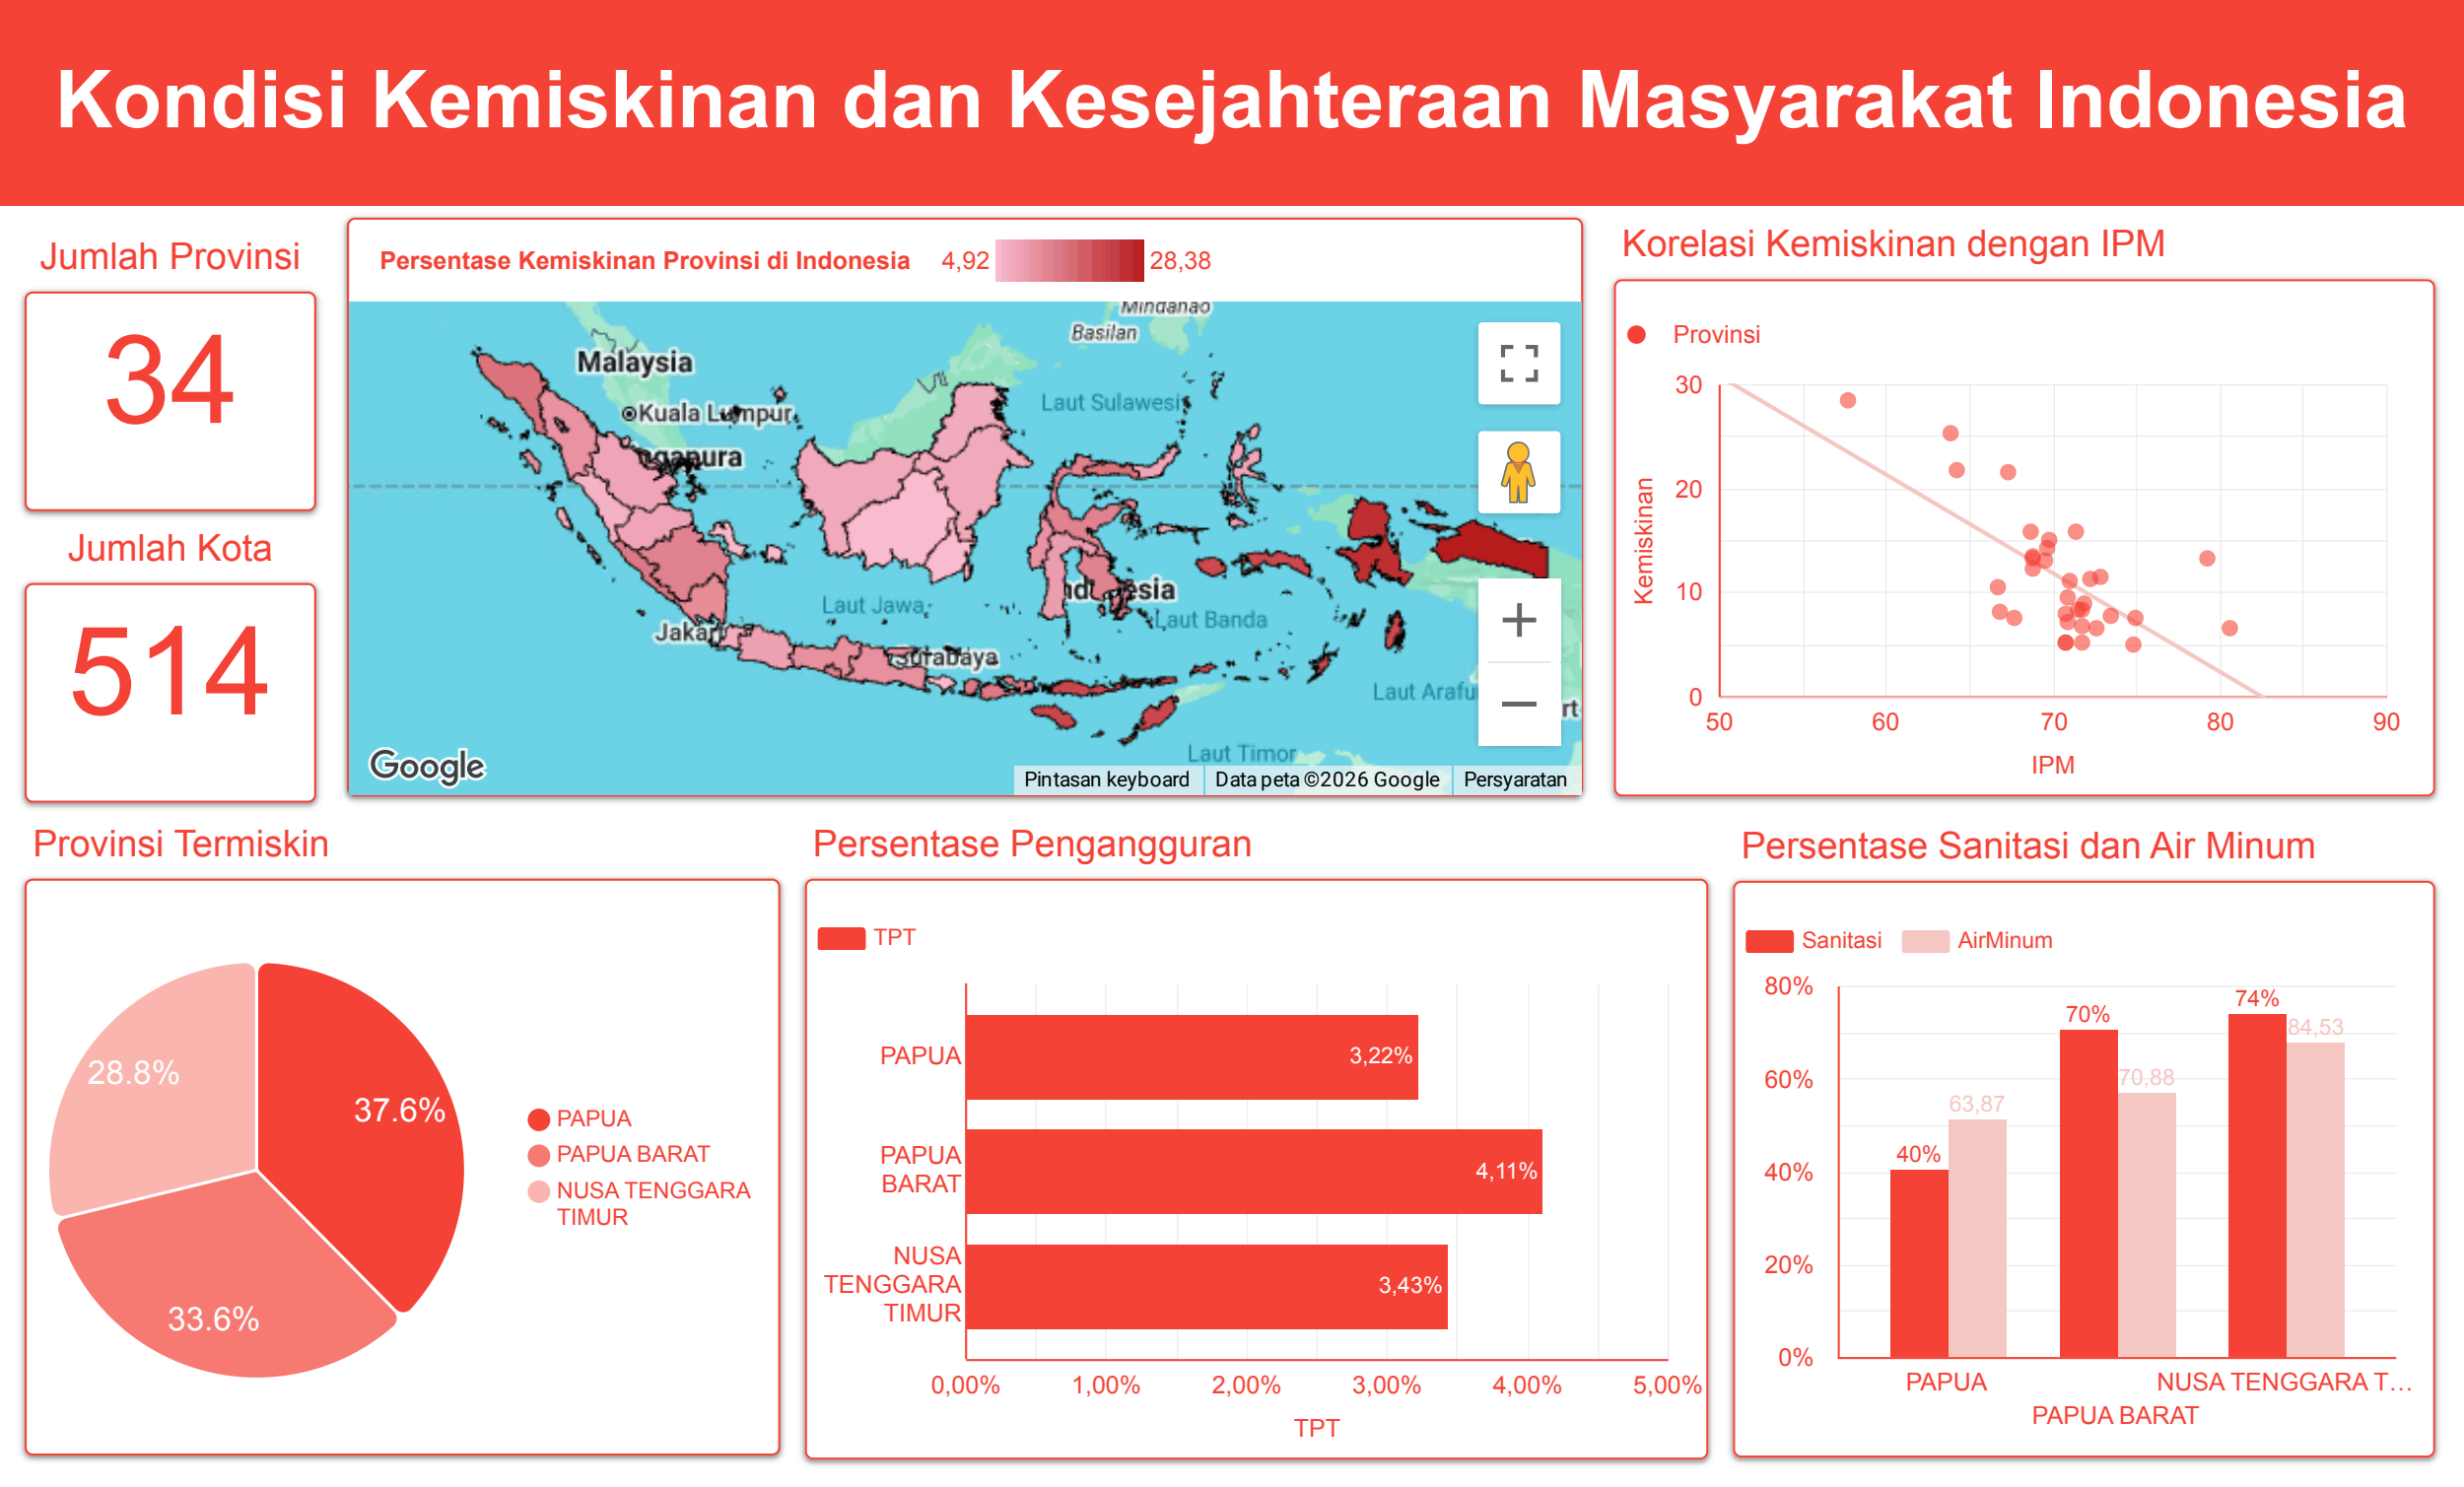 Kondisi Kemiskinan dan Kesejahteraan Masyarakat Indonesia
Jumlah Provinsi
34
Jumlah Kota
514
Persentase Kemiskinan Provinsi di Indonesia 4,92 28,38
Mindanao
Basilan
Malaysia
Laut Sulawesi
Kuala Lumpur
Laut Jawa
Laut Banda
Surabaya
Laut Arafu
Laut Timor
Google
Pintasan keyboard Data peta ©2026 Google Persyaratan
Korelasi Kemiskinan dengan IPM
Provinsi
Kemiskinan
30
20
10
0
50 60 70 80 90
IPM
Provinsi Termiskin
28.8%
37.6%
33.6%
PAPUA
PAPUA BARAT
NUSA TENGGARA
TIMUR
Persentase Pengangguran
TPT
PAPUA 3,22%
PAPUA
BARAT
4,11%
NUSA
TENGGARA
TIMUR
3,43%
0,00% 1,00% 2,00% 3,00% 4,00% 5,00%
TPT
Persentase Sanitasi dan Air Minum
Sanitasi AirMinum
80%
60%
40%
20%
0%
40% 63,87
70% 70,88
74% 84,53
PAPUA
PAPUA BARAT
NUSA TENGGARA T...